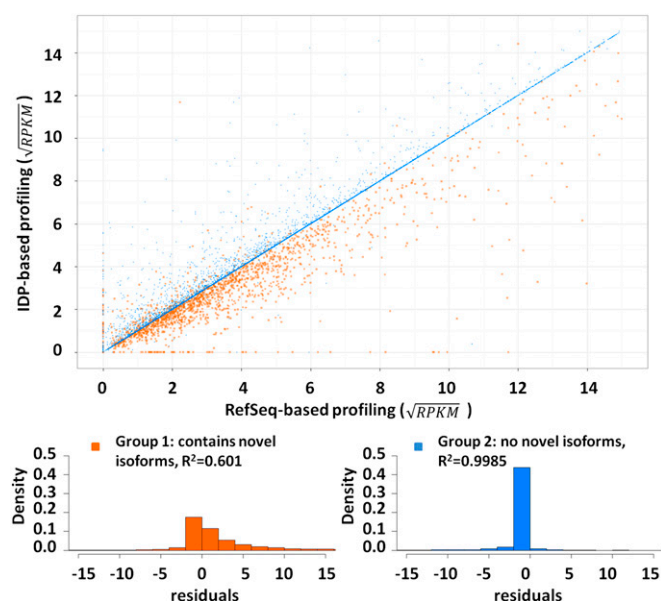 14
12
10
8
6
4
2
0
IDP-based profiling (√RPKM)
0 2 4 6 8 10 12 14
RefSeq-based profiling (√RPKM )
Group 1: contains novel
isoforms, R²=0.601
0.5
0.4
0.3
0.2
0.1
0.0
Density
-15 -10 -5 0 5 10 15
residuals
Group 2: no novel isoforms,
R²=0.9985
0.5
0.4
0.3
0.2
0.1
0.0
Density
-15 -10 -5 0 5 10 15
residuals